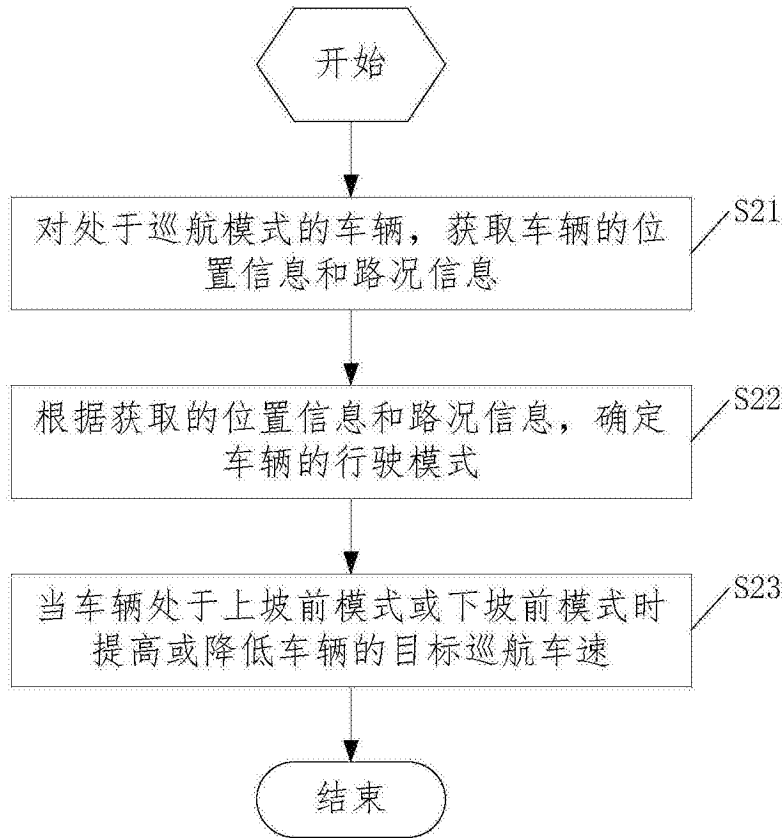 开始
对处于巡航模式的车辆，获取车辆的位
置信息和路况信息
S21
根据获取的位置信息和路况信息，确定
车辆的行驶模式
S22
当车辆处于上坡前模式或下坡前模式时
提高或降低车辆的目标巡航车速
S23
结束